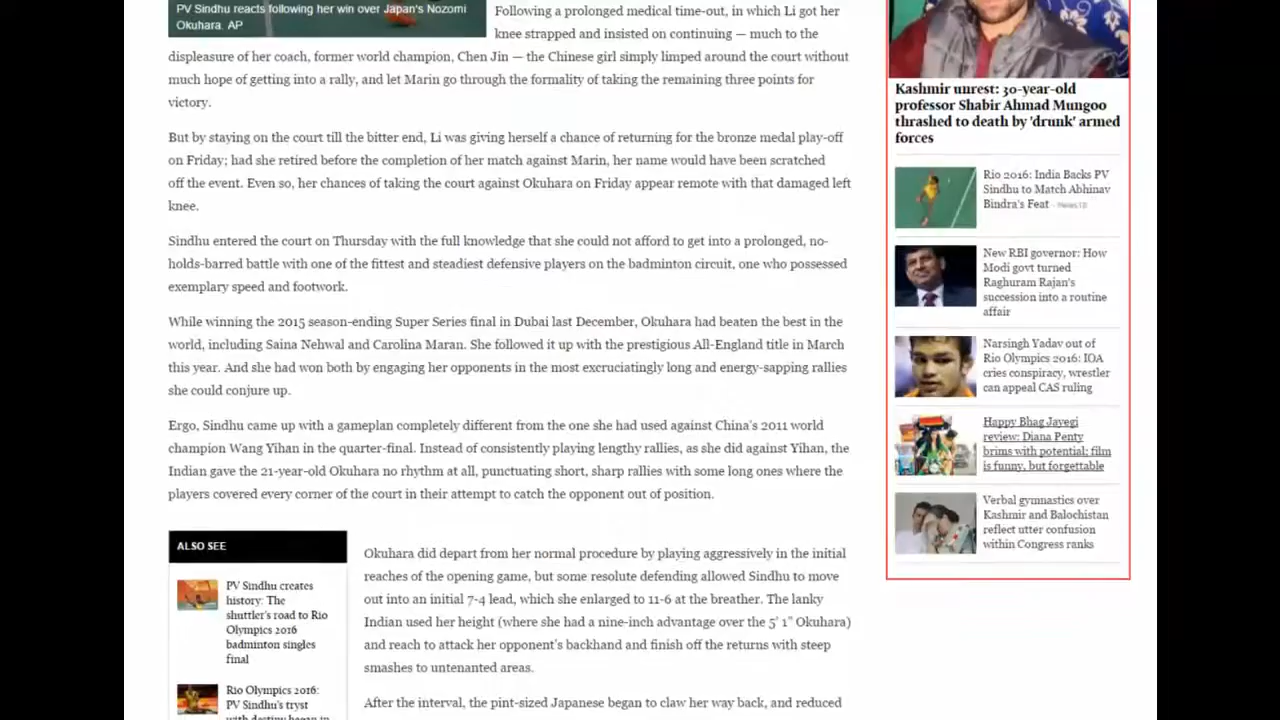 PV Sindhu reacts following her win over Japan's Nozomi
Okuhara. AP
Following a prolonged medical time-out, in which Li got her
knee strapped and insisted on continuing — much to the
displeasure of her coach, former world champion, Chen Jin — the Chinese girl simply limped around the court without
much hope of getting into a rally, and let Marin go through the formality of taking the remaining three points for
victory.
But by staying on the court till the bitter end, Li was giving herself a chance of returning for the bronze medal play-off
on Friday; had she retired before the completion of her match against Marin, her name would have been scratched
off the event. Even so, her chances of taking the court against Okuhara on Friday appear remote with that damaged left
knee.
Sindhu entered the court on Thursday with the full knowledge that she could not afford to get into a prolonged, no-
holds-barred battle with one of the fittest and steadiest defensive players on the badminton circuit, one who possessed
exemplary speed and footwork.
While winning the 2015 season-ending Super Series final in Dubai last December, Okuhara had beaten the best in the
world, including Saina Nehwal and Carolina Maran. She followed it up with the prestigious All-England title in March
this year. And she had won both by engaging her opponents in the most excruciatingly long and energy-sapping rallies
she could conjure up.
Ergo, Sindhu came up with a gameplan completely different from the one she had used against China's 2011 world
champion Wang Yihan in the quarter-final. Instead of consistently playing lengthy rallies, as she did against Yihan, the
Indian gave the 21-year-old Okuhara no rhythm at all, punctuating short, sharp rallies with some long ones where the
players covered every corner of the court in their attempt to catch the opponent out of position.
ALSO SEE
PV Sindhu creates
history: The
shuttler's road to Rio
Olympics 2016
badminton singles
final
Rio Olympics 2016:
PV Sindhu's tryst
with destiny began in
Okuhara did depart from her normal procedure by playing aggressively in the initial
reaches of the opening game, but some resolute defending allowed Sindhu to move
out into an initial 7-4 lead, which she enlarged to 11-6 at the breather. The lanky
Indian used her height (where she had a nine-inch advantage over the 5' 1" Okuhara)
and reach to attack her opponent's backhand and finish off the returns with steep
smashes to untenanted areas.
After the interval, the pint-sized Japanese began to claw her way back, and reduced
Kashmir unrest: 30-year-old
professor Shabir Ahmad Mungoo
thrashed to death by 'drunk' armed
forces
Rio 2016: India Backs PV
Sindhu to Match Abhinav
Bindra's Feat - News18
New RBI governor: How
Modi govt turned
Raghuram Rajan's
succession into a routine
affair
Narsingh Yadav out of
Rio Olympics 2016: IOA
cries conspiracy, wrestler
can appeal CAS ruling
Happy Bhag Jayegi
review: Diana Penty
brims with potential; film
is funny, but forgettable
Verbal gymnastics over
Kashmir and Balochistan
reflect utter confusion
within Congress ranks